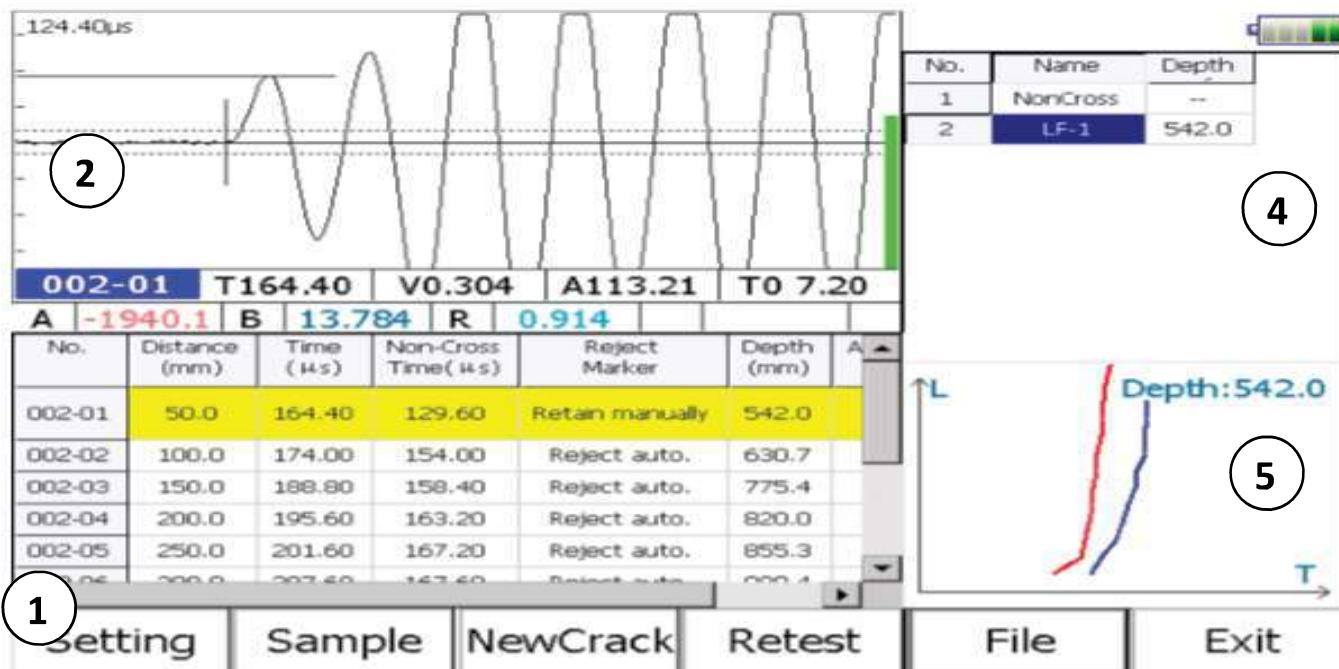 124.40µs
2
002-01 T164.40 V0.304 A113.21 T0 7.20
A -1940.1 B 13.784 R 0.914
No. Distance (mm) Time (µs) Non-Cross Time(µs) Reject Marker Depth (mm) A
002-01 50.0 164.40 129.60 Retain manually 542.0
002-02 100.0 174.00 154.00 Reject auto. 630.7
002-03 150.0 188.80 158.40 Reject auto. 775.4
002-04 200.0 195.60 163.20 Reject auto. 820.0
002-05 250.0 201.60 167.20 Reject auto. 855.3
No. Name Depth
1 NonCross --
2 LF-1 542.0
4
L Depth:542.0
5
T
1
Setting Sample NewCrack Retest File Exit